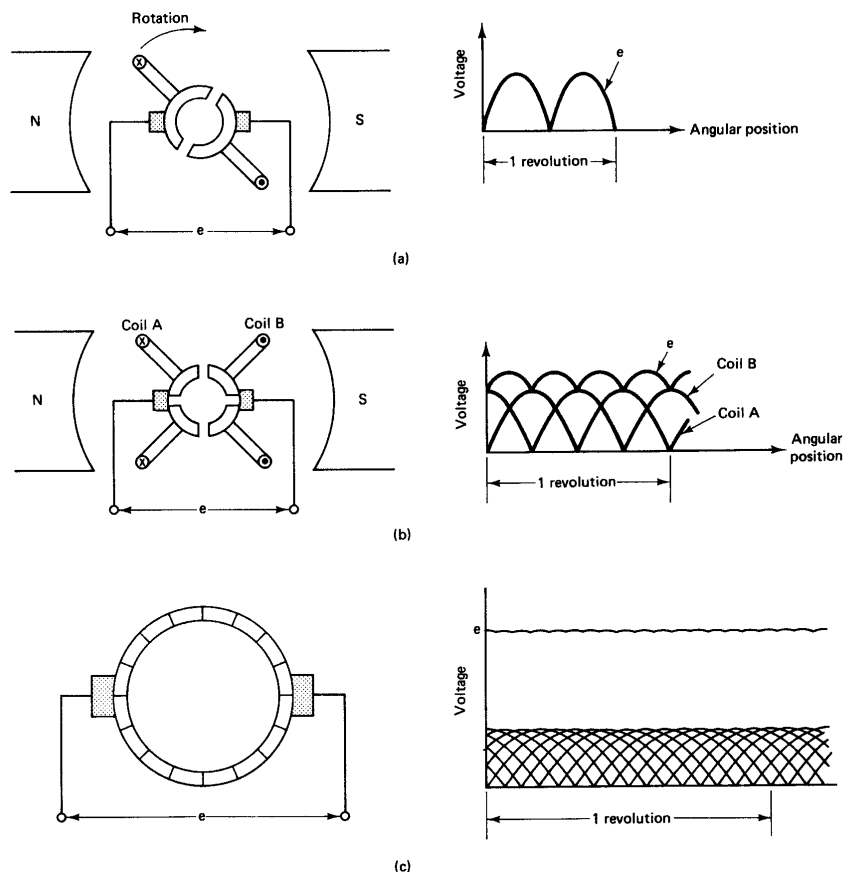 Rotation
N
S
e
(a)
Voltage
e
Angular position
1 revolution
Coil A
Coil B
N
S
e
(b)
Voltage
e
Coil B
Coil A
Angular
position
1 revolution
e
(c)
e
Voltage
1 revolution